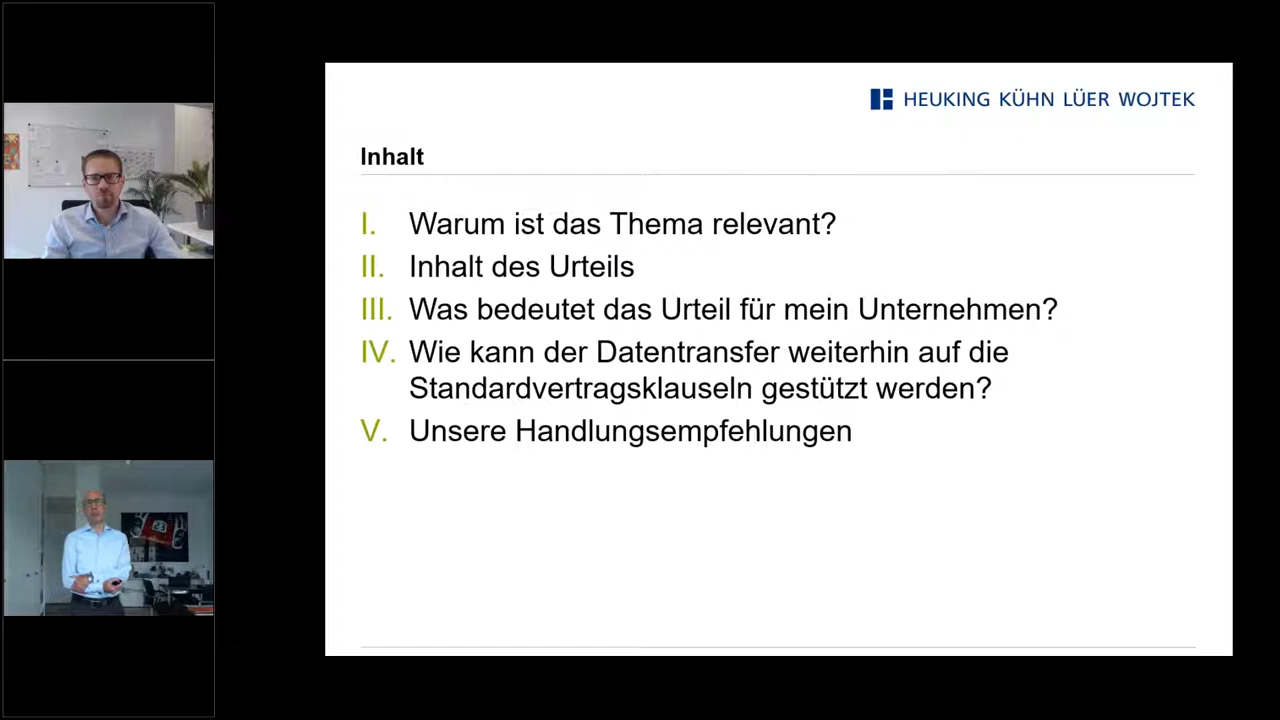 HEUKING KÜHN LÜER WOJTEK
Inhalt
I. Warum ist das Thema relevant?
II. Inhalt des Urteils
III. Was bedeutet das Urteil für mein Unternehmen?
IV. Wie kann der Datentransfer weiterhin auf die
Standardvertragsklauseln gestützt werden?
V. Unsere Handlungsempfehlungen
23